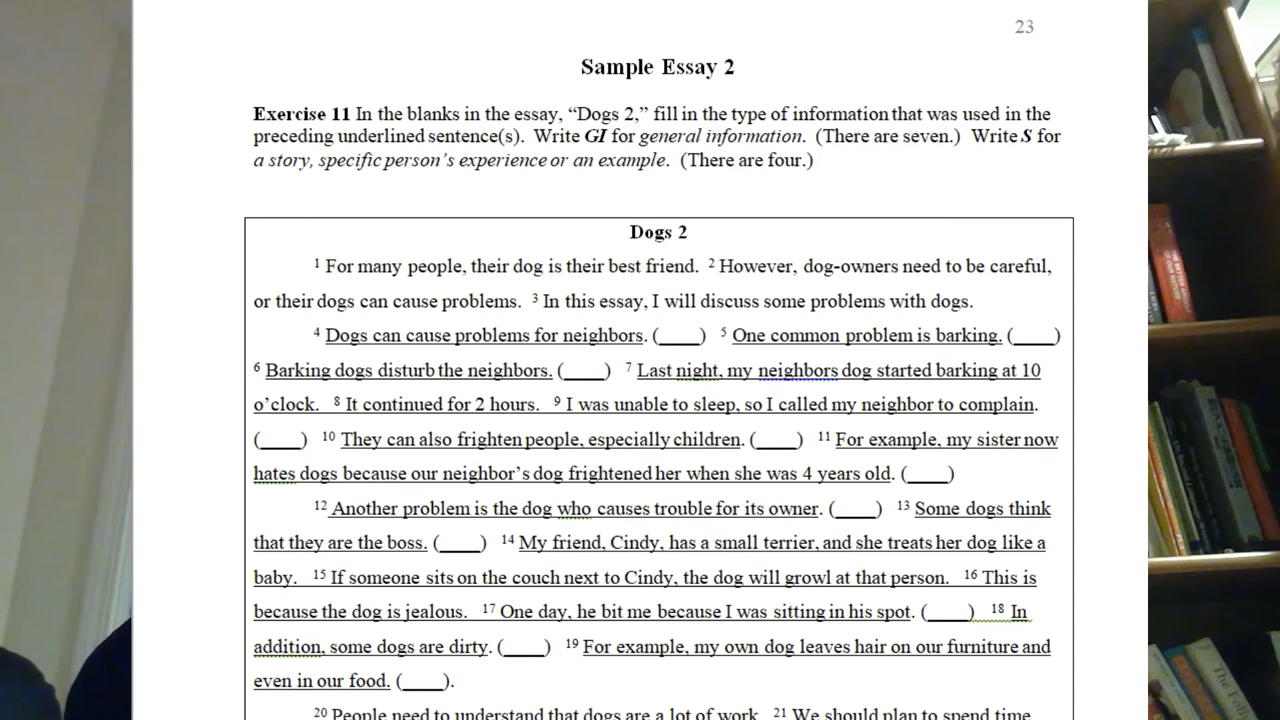 23
Sample Essay 2
Exercise 11 In the blanks in the essay, “Dogs 2,” fill in the type of information that was used in the
preceding underlined sentence(s). Write GI for general information. (There are seven.) Write S for
a story, specific person’s experience or an example. (There are four.)
Dogs 2
1 For many people, their dog is their best friend. 2 However, dog-owners need to be careful,
or their dogs can cause problems. 3 In this essay, I will discuss some problems with dogs.
4 Dogs can cause problems for neighbors. (____) 5 One common problem is barking. (____)
6 Barking dogs disturb the neighbors. (____) 7 Last night, my neighbors dog started barking at 10
o’clock. 8 It continued for 2 hours. 9 I was unable to sleep, so I called my neighbor to complain.
(____) 10 They can also frighten people, especially children. (____) 11 For example, my sister now
hates dogs because our neighbor’s dog frightened her when she was 4 years old. (____)
12 Another problem is the dog who causes trouble for its owner. (____) 13 Some dogs think
that they are the boss. (____) 14 My friend, Cindy, has a small terrier, and she treats her dog like a
baby. 15 If someone sits on the couch next to Cindy, the dog will growl at that person. 16 This is
because the dog is jealous. 17 One day, he bit me because I was sitting in his spot. (____) 18 In
addition, some dogs are dirty. (____) 19 For example, my own dog leaves hair on our furniture and
even in our food. (____).
20 People need to understand that dogs are a lot of work. 21 We should plan to spend time